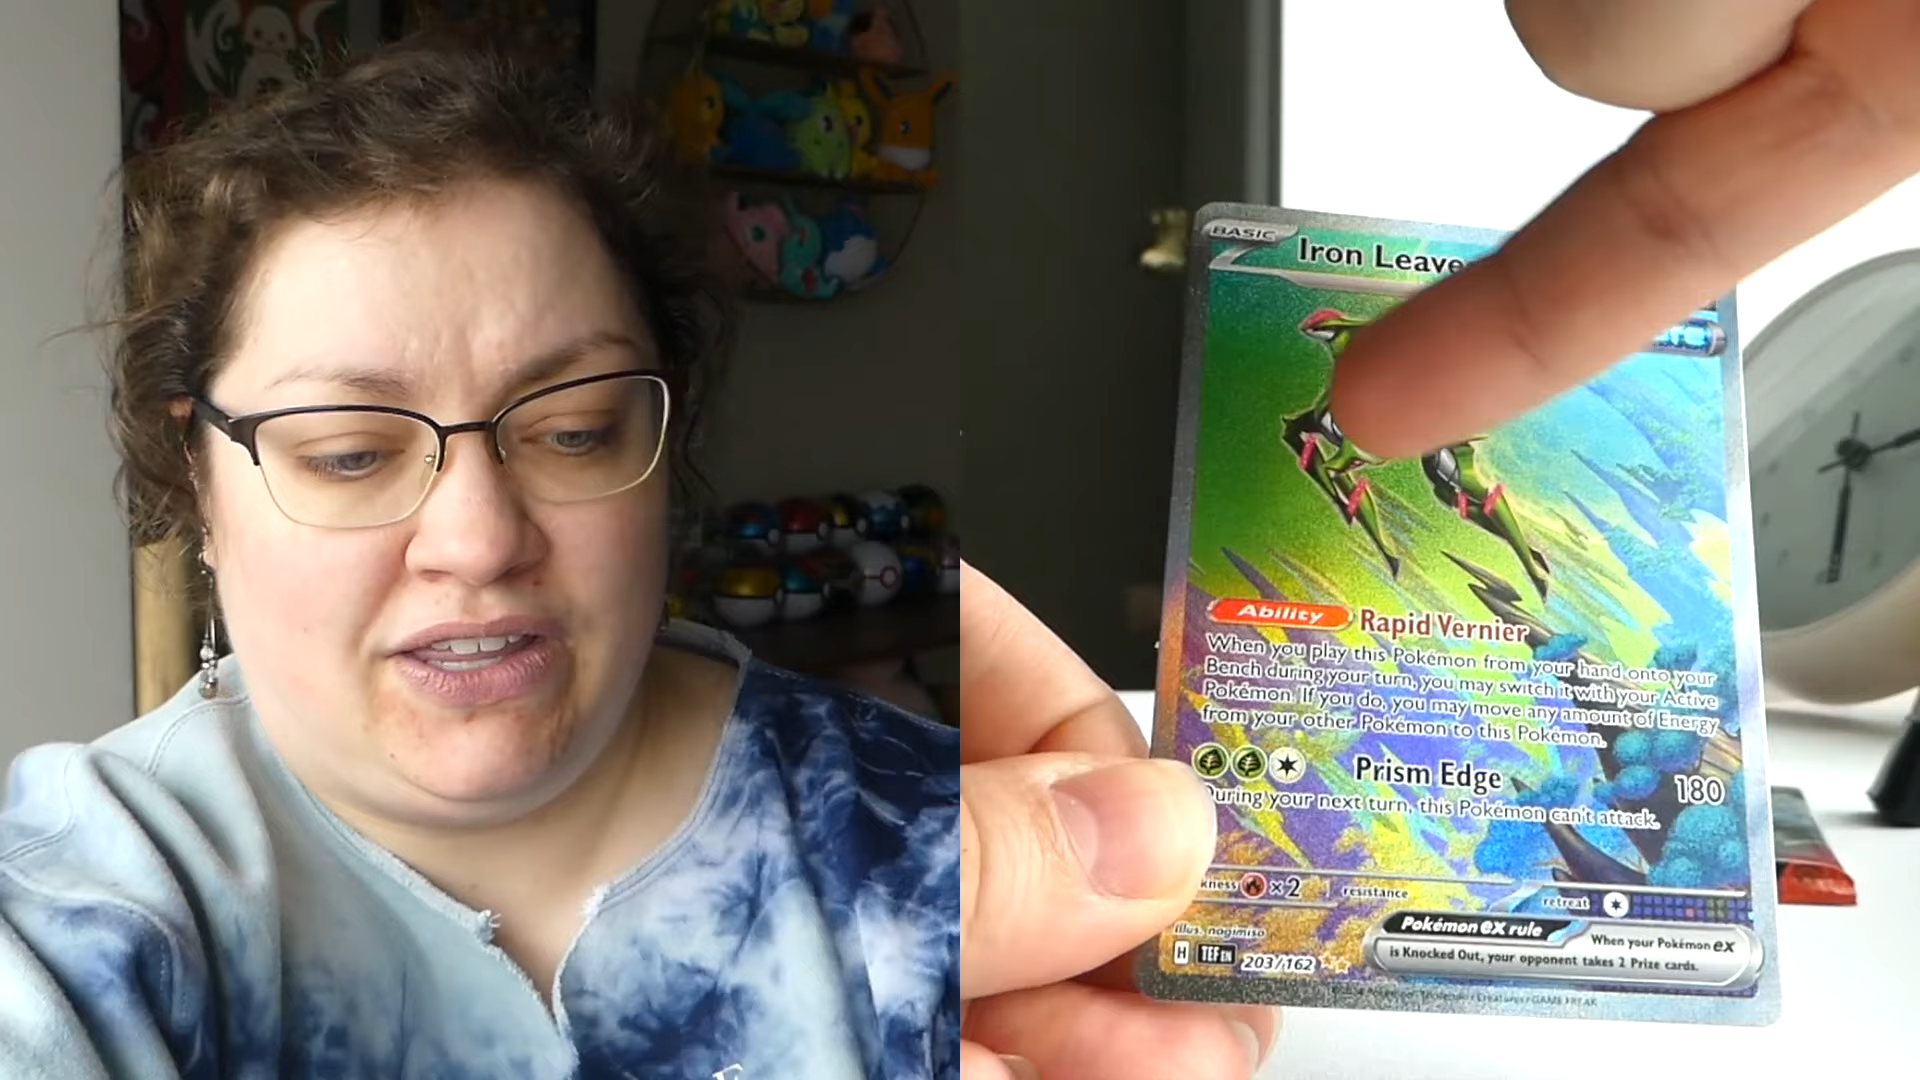 BASIC
Iron Leave
Ability Rapid Vernier
When you play this Pokémon from your hand onto your
Bench during your turn, you may switch it with your Active
Pokémon. If you do, you may move any amount of Energy
from your other Pokémon to this Pokémon.
Prism Edge 180
During your next turn, this Pokémon can't attack.
kness ×2 resistance retreat
Illus. nagimiso
H TEF EN 203/162
Pokémon ex rule When your Pokémon ex
is Knocked Out, your opponent takes 2 Prize cards.